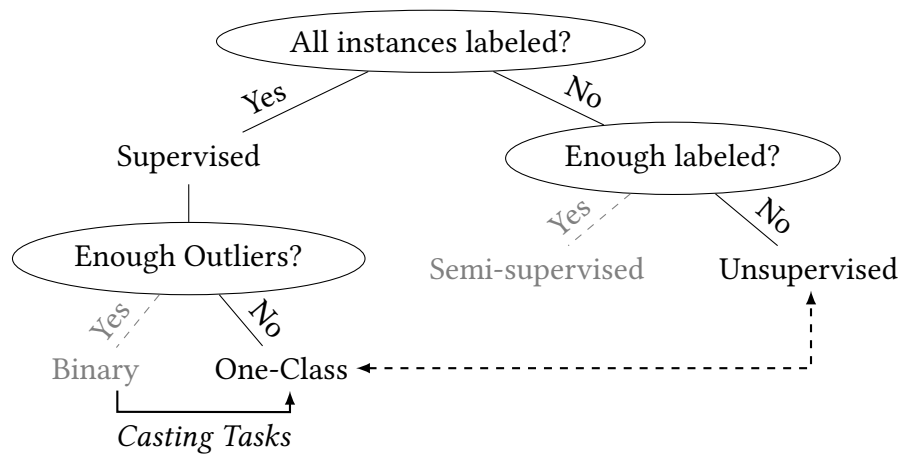 All instances labeled?
Yes
No
Supervised
Enough labeled?
Yes
No
Enough Outliers?
Semi-supervised
Unsupervised
Yes
No
Binary
One-Class
Casting Tasks